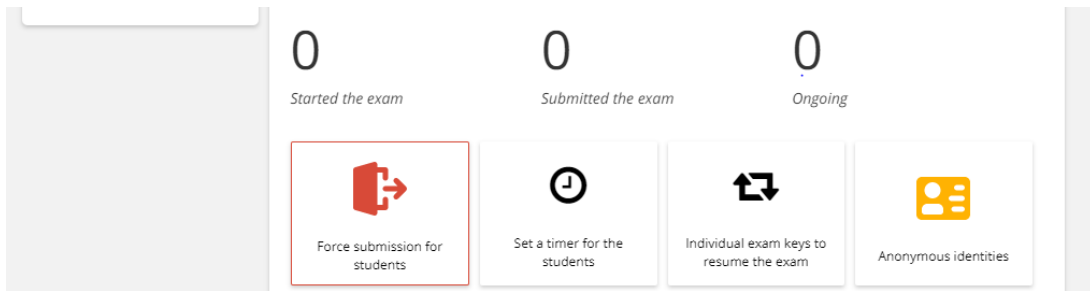 0 0 0
Started the exam Submitted the exam Ongoing
Force submission for Set a timer for the Individual exam keys to Anonymous identities
students students resume the exam